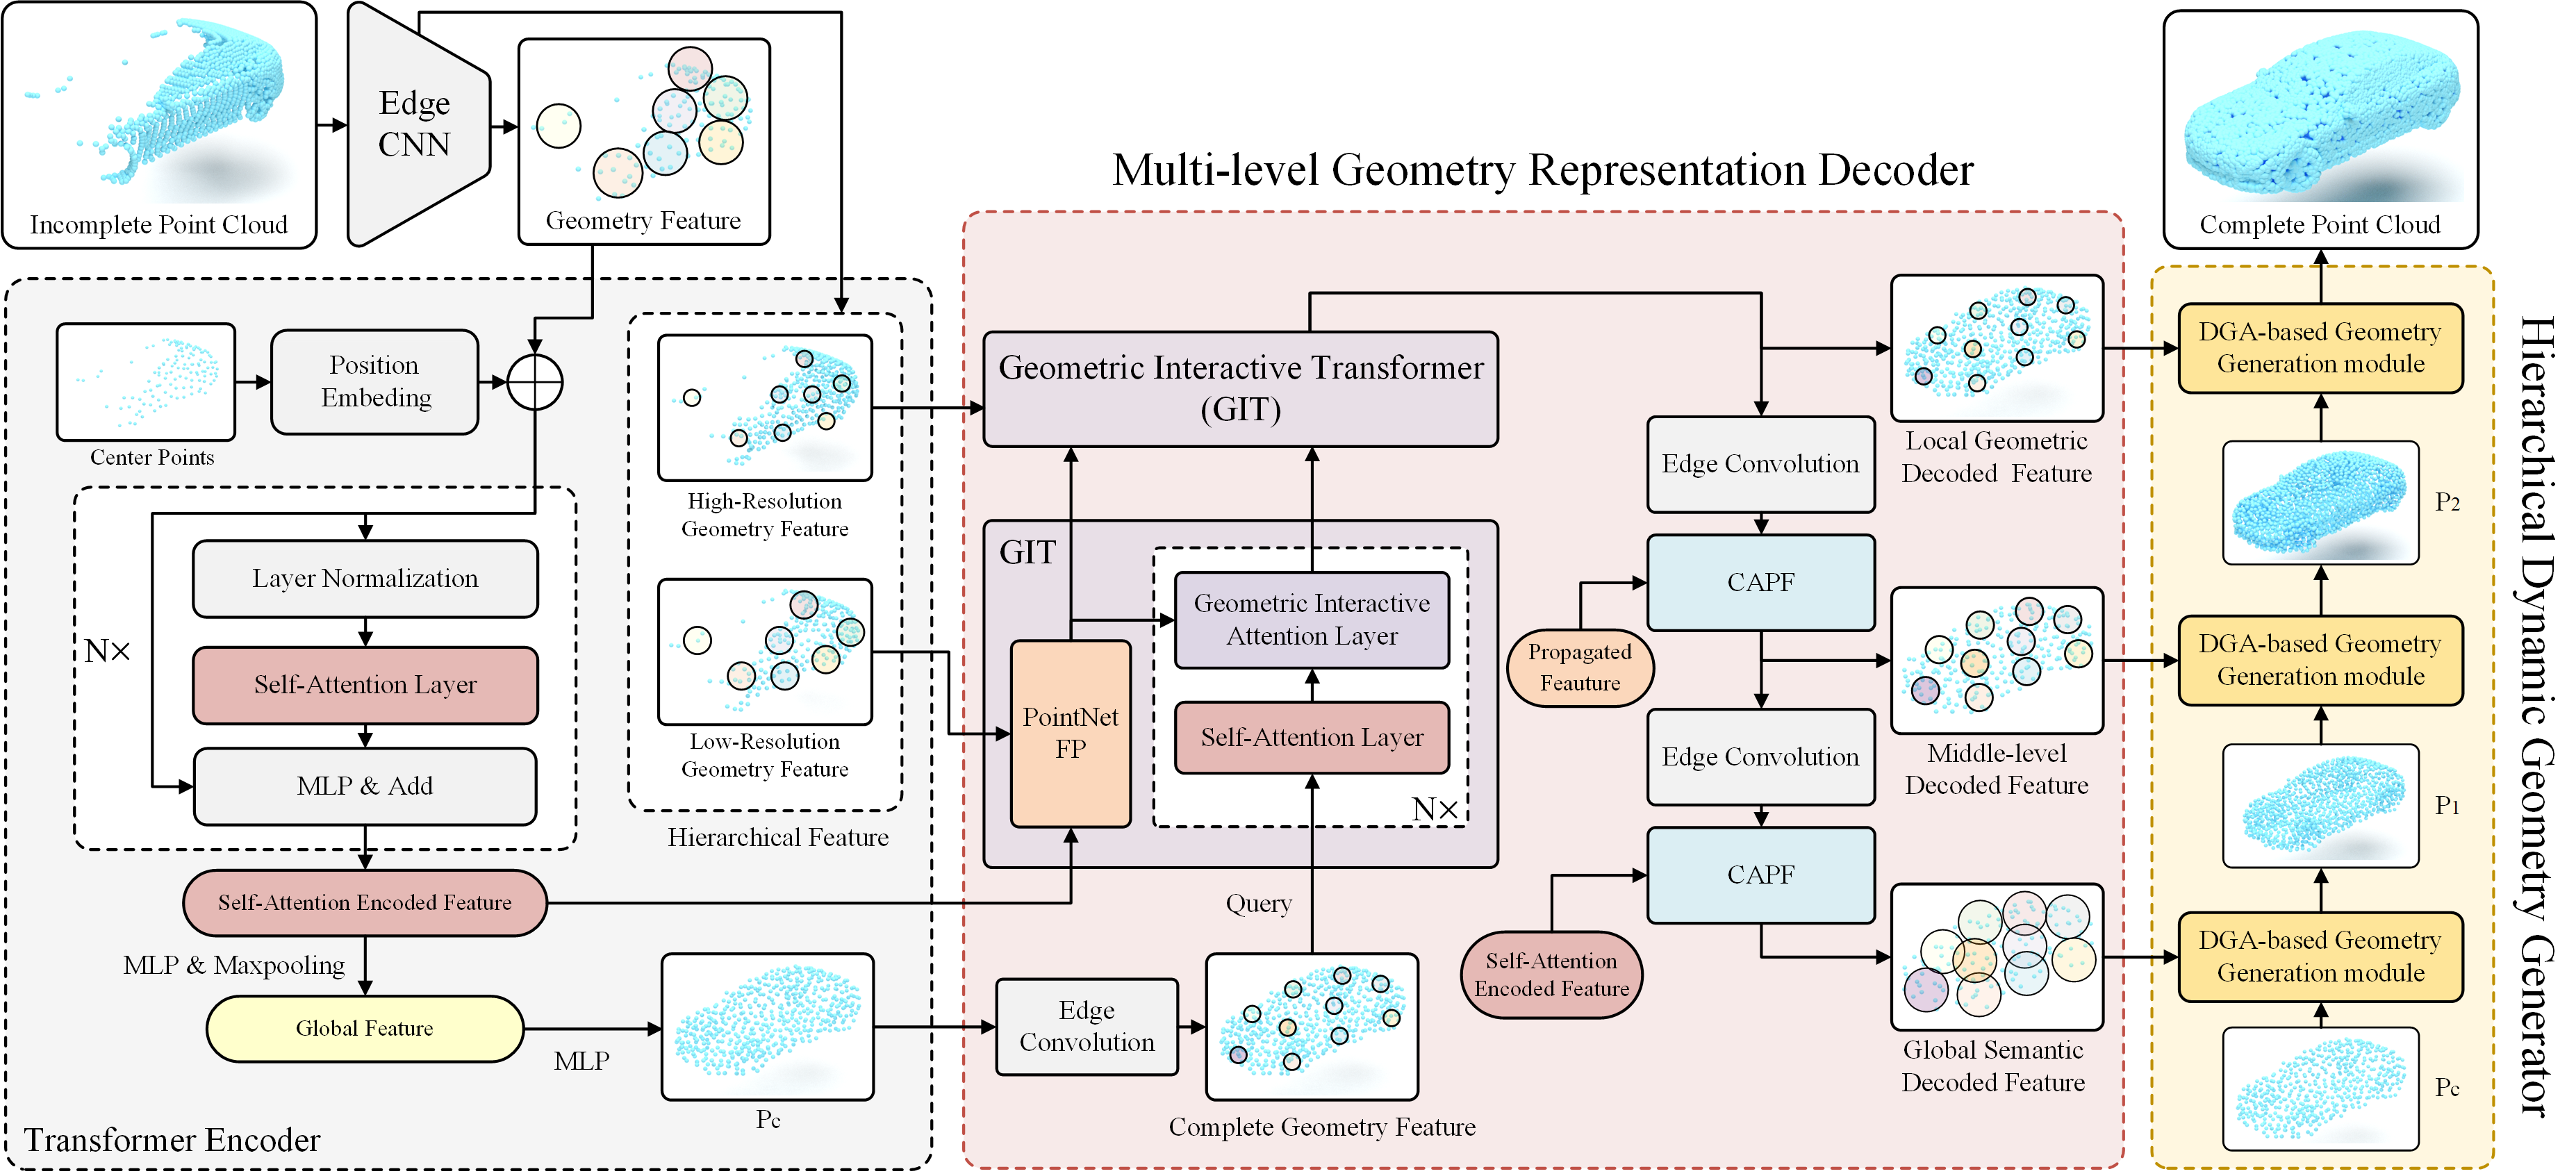 Incomplete Point Cloud
Edge
CNN
Geometry Feature
Center Points
Position
Embeding
N×
Layer Normalization
Self-Attention Layer
MLP & Add
Self-Attention Encoded Feature
MLP & Maxpooling
Global Feature
MLP
Pc
High-Resolution
Geometry Feature
Low-Resolution
Geometry Feature
Hierarchical Feature
Transformer Encoder
Multi-level Geometry Representation Decoder
Geometric Interactive Transformer
(GIT)
GIT
PointNet
FP
Geometric Interactive
Attention Layer
Self-Attention Layer
N×
Query
Edge
Convolution
Complete Geometry Feature
Edge Convolution
CAPF
Propagated
Feauture
Edge Convolution
CAPF
Self-Attention
Encoded Feature
Local Geometric
Decoded Feature
Middle-level
Decoded Feature
Global Semantic
Decoded Feature
Complete Point Cloud
DGA-based Geometry
Generation module
P2
DGA-based Geometry
Generation module
P1
DGA-based Geometry
Generation module
Pc
Hierarchical Dynamic Geometry Generator